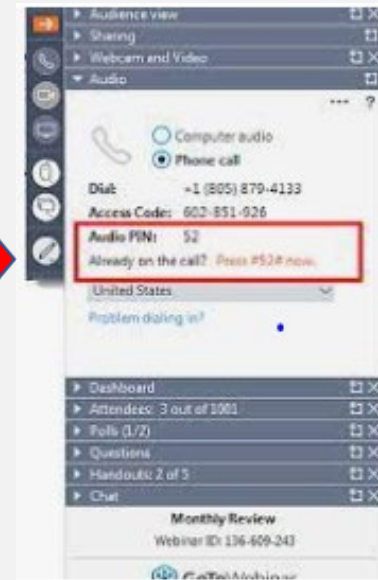 Audience view
Sharing
Webcam and Video
Audio
... ?
Computer audio
Phone call
Dial: +1 (805) 879-4133
Access Code: 602-851-926
Audio PIN: 52
Already on the call? Press #52# now.
United States
Problem dialing in?
Dashboard
Attendees: 3 out of 1001
Polls (1/2)
Questions
Handouts: 2 of 5
Chat
Monthly Review
Webinar ID: 136-609-243
GoToWebinar